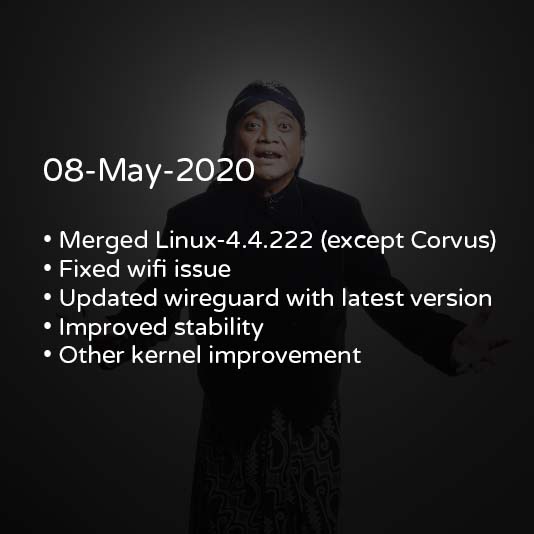 08-May-2020
• Merged Linux-4.4.222 (except Corvus)
• Fixed wifi issue
• Updated wireguard with latest version
• Improved stability
• Other kernel improvement